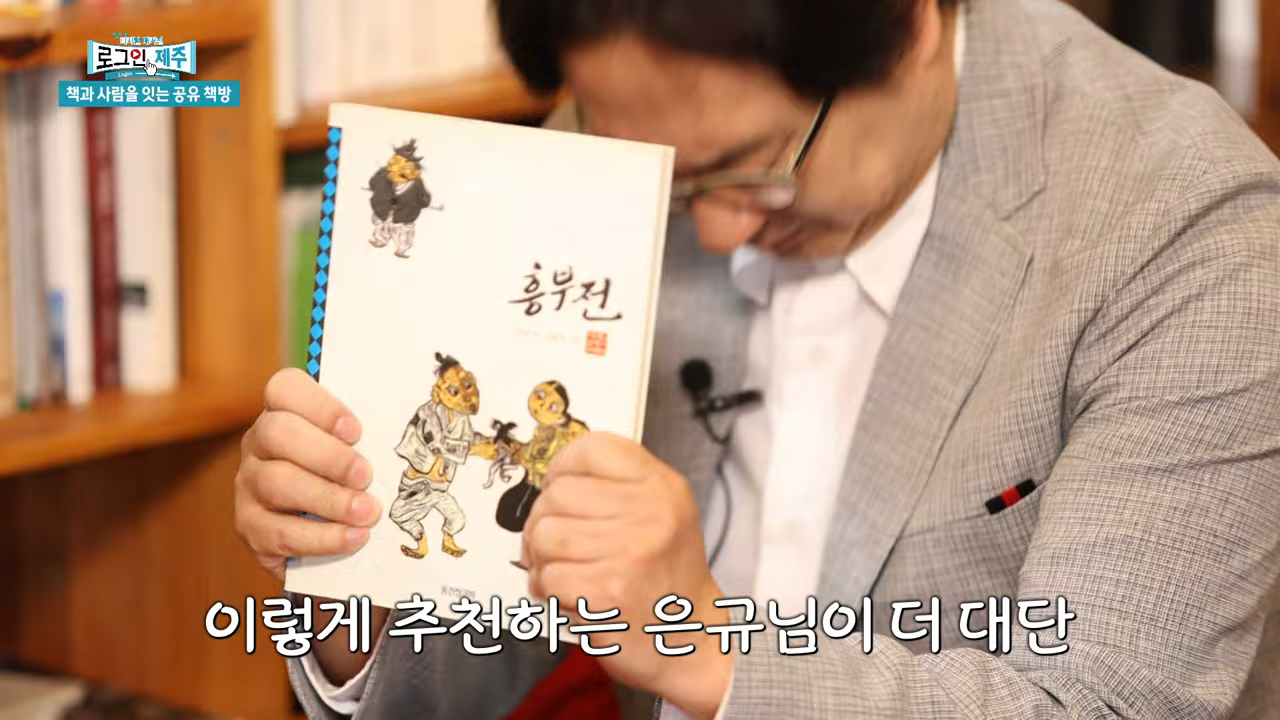 로그인 제주
Login
책과 사람을 잇는 공유 책방
흥부전
이렇게 추천하는 은규님이 더 대단